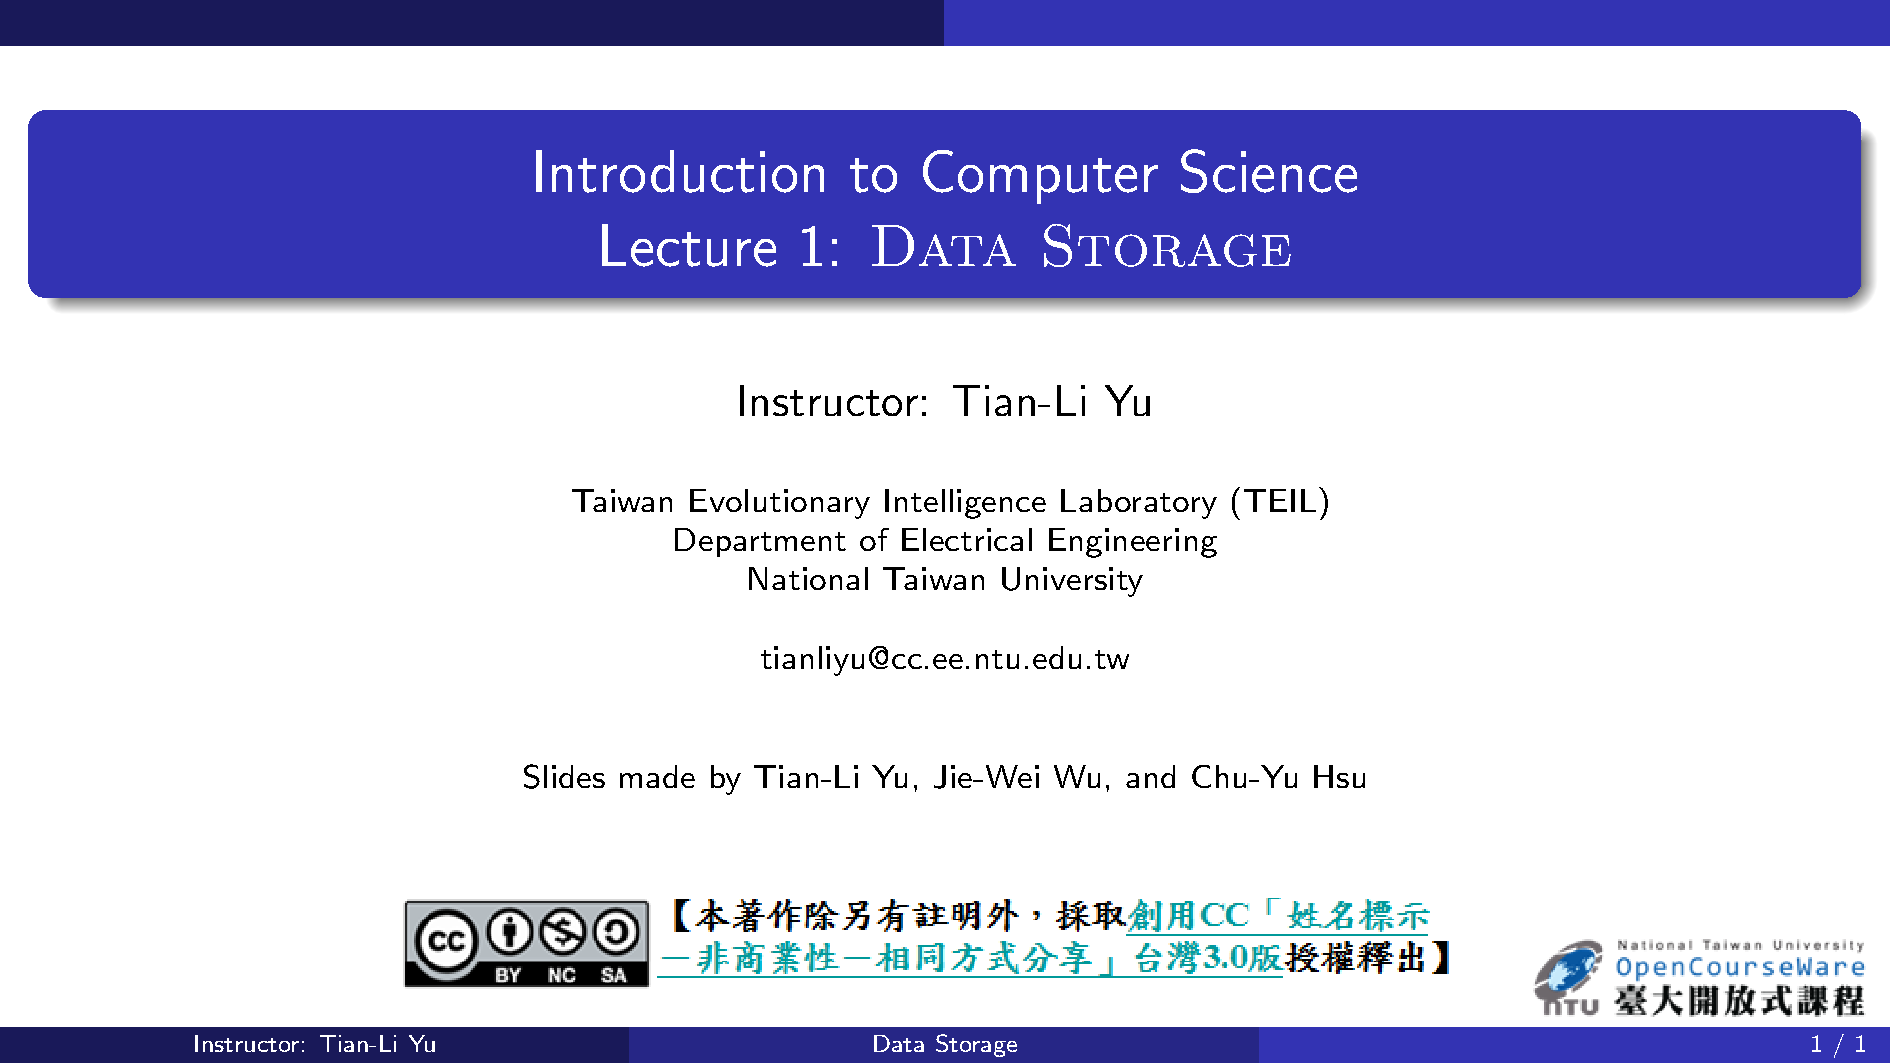 Introduction to Computer Science
Lecture 1: DATA STORAGE
Instructor: Tian-Li Yu
Taiwan Evolutionary Intelligence Laboratory (TEIL)
Department of Electrical Engineering
National Taiwan University
tianliyu@cc.ee.ntu.edu.tw
Slides made by Tian-Li Yu, Jie-Wei Wu, and Chu-Yu Hsu
cc BY NC SA
【本著作除另有註明外，採取創用CC「姓名標示
－非商業性－相同方式分享」台灣3.0版授權釋出】
National Taiwan University
OpenCourseWare
NTU 臺大開放式課程
Instructor: Tian-Li Yu
Data Storage
1 / 1